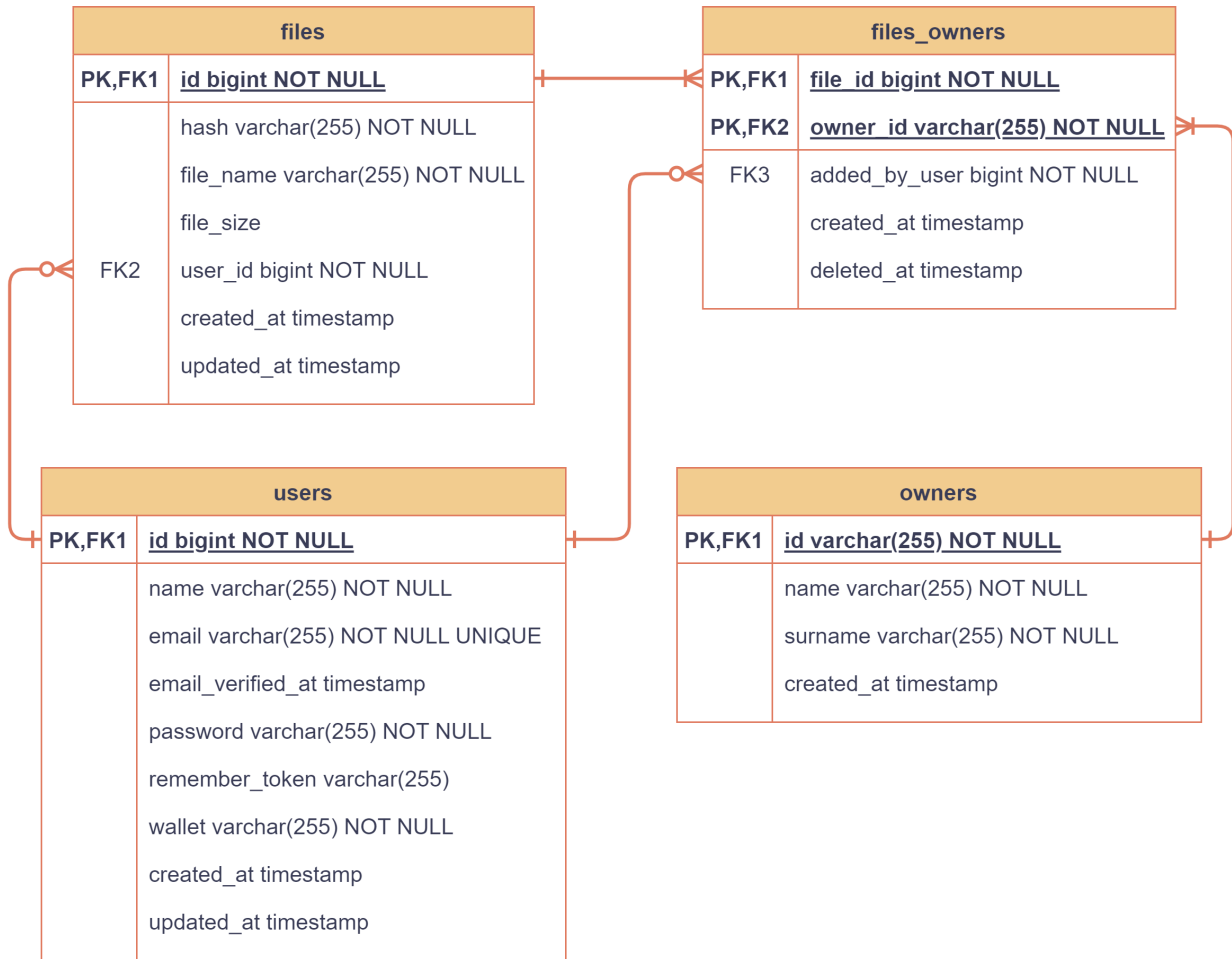 files
PK,FK1 id bigint NOT NULL
hash varchar(255) NOT NULL
file_name varchar(255) NOT NULL
file_size
FK2 user_id bigint NOT NULL
created_at timestamp
updated_at timestamp
files_owners
PK,FK1 file_id bigint NOT NULL
PK,FK2 owner_id varchar(255) NOT NULL
FK3 added_by_user bigint NOT NULL
created_at timestamp
deleted_at timestamp
users
PK,FK1 id bigint NOT NULL
name varchar(255) NOT NULL
email varchar(255) NOT NULL UNIQUE
email_verified_at timestamp
password varchar(255) NOT NULL
remember_token varchar(255)
wallet varchar(255) NOT NULL
created_at timestamp
updated_at timestamp
owners
PK,FK1 id varchar(255) NOT NULL
name varchar(255) NOT NULL
surname varchar(255) NOT NULL
created_at timestamp